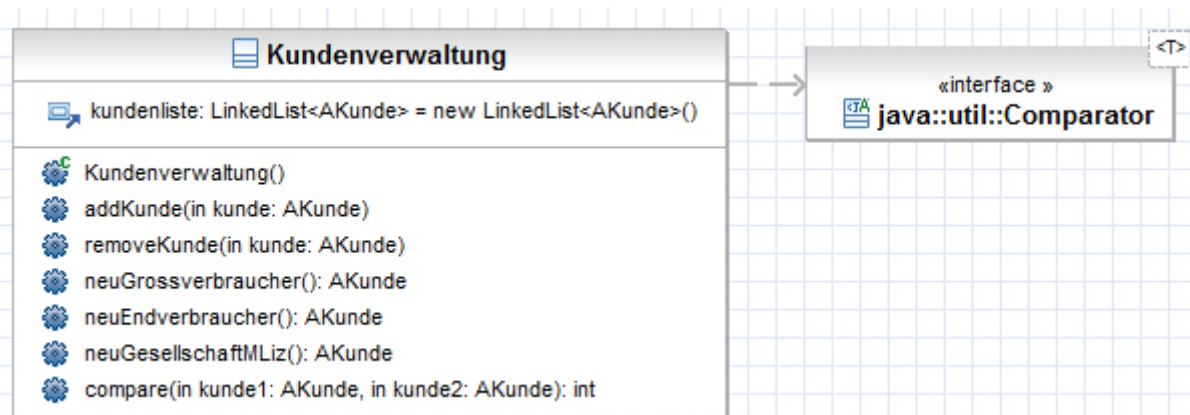 Kundenverwaltung
kundenliste: LinkedList<AKunde> = new LinkedList<AKunde>()
Kundenverwaltung()
addKunde(in kunde: AKunde)
removeKunde(in kunde: AKunde)
neuGrossverbraucher(): AKunde
neuEndverbraucher(): AKunde
neuGesellschaftMLiz(): AKunde
compare(in kunde1: AKunde, in kunde2: AKunde): int
<T>
«interface »
java::util::Comparator